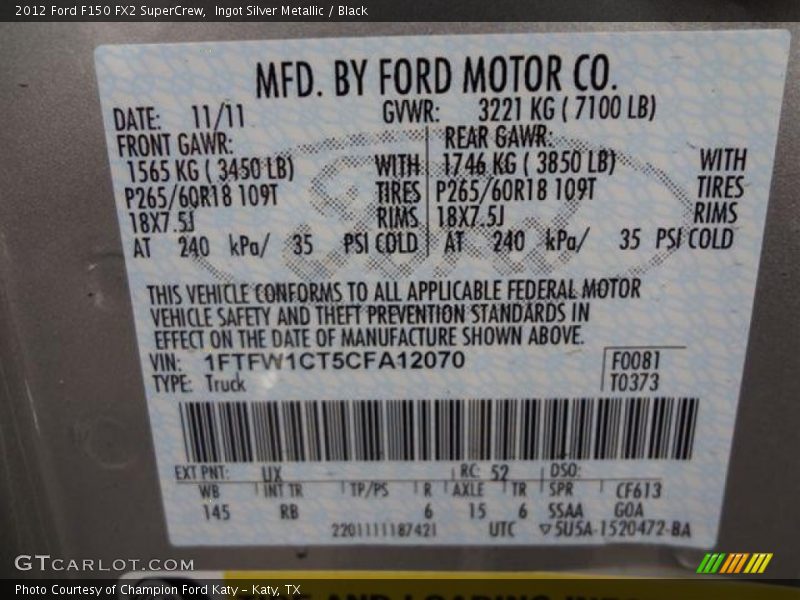 2012 Ford F150 FX2 SuperCrew,  Ingot Silver Metallic / Black
MFD. BY FORD MOTOR CO.
DATE: 11/11 GVWR: 3221 KG ( 7100 LB)
FRONT GAWR: REAR GAWR:
1565 KG ( 3450 LB) WITH 1746 KG ( 3850 LB) WITH
P265/60R18 109T TIRES P265/60R18 109T TIRES
18X7.5J RIMS 18X7.5J RIMS
AT 240 kPa/ 35 PSI COLD AT 240 kPa/ 35 PSI COLD
THIS VEHICLE CONFORMS TO ALL APPLICABLE FEDERAL MOTOR
VEHICLE SAFETY AND THEFT PREVENTION STANDARDS IN
EFFECT ON THE DATE OF MANUFACTURE SHOWN ABOVE.
VIN: 1FTFW1CT5CFA12070 F0081
TYPE: Truck T0373
EXT PNT: UX RC: 52 DSO:
WB INT TR TP/PS R AXLE TR SPR CF613
145 RB 6 15 6 SSAA GOA
2201111187421 UTC ▽5U5A-1520472-BA
GTCARLOT.COM
Photo Courtesy of Champion Ford Katy - Katy, TX